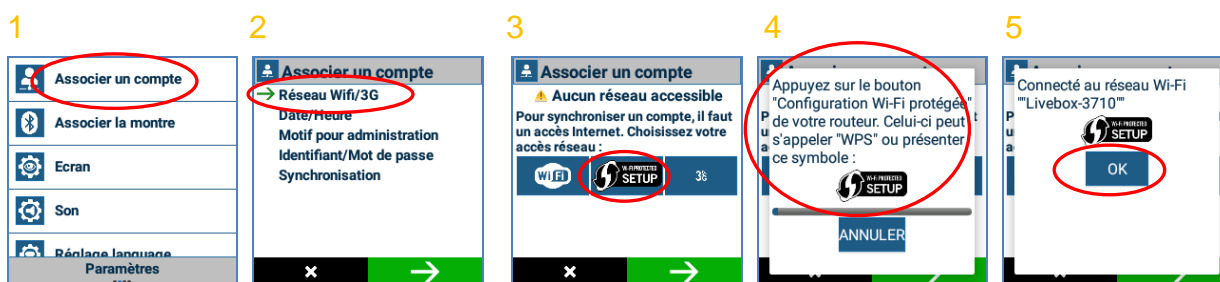 1
2
3
4
5
Associer un compte
Associer la montre
Ecran
Son
Réglage language
Paramètres
Associer un compte
Réseau Wifi/3G
Date/Heure
Motif pour administration
Identifiant/Mot de passe
Synchronisation
Associer un compte
Aucun réseau accessible
Pour synchroniser un compte, il faut
un accès Internet. Choisissez votre
accès réseau :
WiFi
WI-FI PROTECTED
SETUP
3G
Appuyez sur le bouton
"Configuration Wi-Fi protégée"
de votre routeur. Celui-ci peut
s'appeler "WPS" ou présenter
ce symbole :
WI-FI PROTECTED
SETUP
ANNULER
Connecté au réseau Wi-Fi
""Livebox-3710""
WI-FI PROTECTED
SETUP
OK